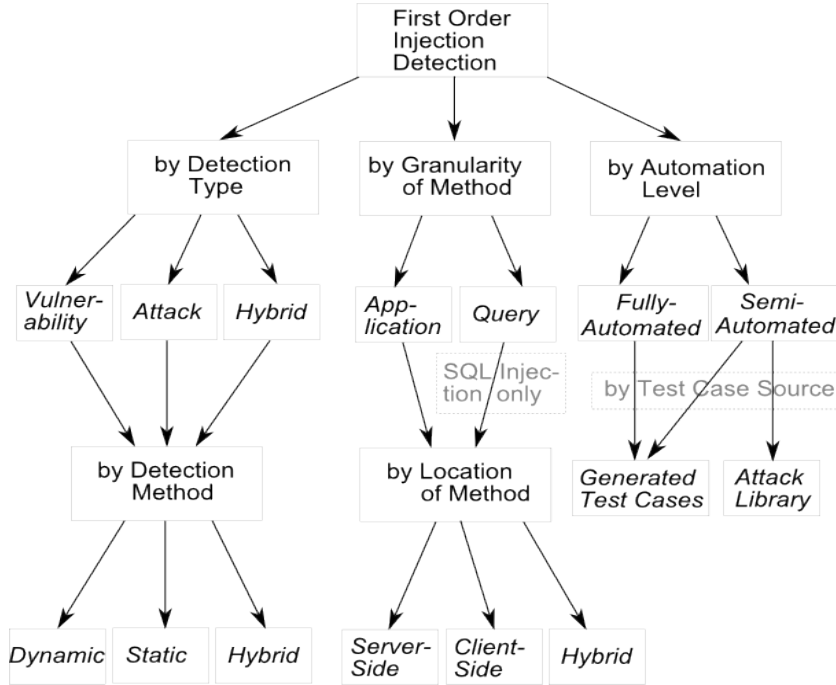 First Order
Injection
Detection
by Detection
Type
by Granularity
of Method
by Automation
Level
Vulner-
ability
Attack
Hybrid
App-
lication
Query
Fully-
Automated
Semi-
Automated
SQL Injec-
tion only
by Test Case Source
by Detection
Method
by Location
of Method
Generated
Test Cases
Attack
Library
Dynamic
Static
Hybrid
Server-
Side
Client-
Side
Hybrid